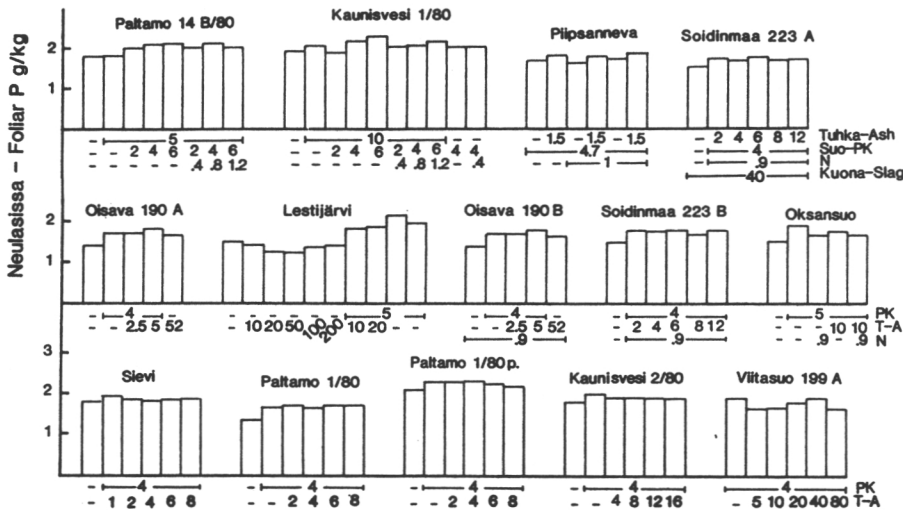 Neulasissa – Foliar P g/kg
Paltamo 14 B/80 Kaunisvesi 1/80 Piipsanneva Soidinmaa 223 A
2
1
– 5 – 10 – 1.5 – 1.5 – 1.5 – 2 4 6 8 12 Tuhka-Ash
– – 2 4 6 2 4 6 – – 2 4 6 2 4 6 4 4 4.7 – 4 Suo-PK
– – – – – .4 .8 1.2 – – – – – .4 .8 1.2 – .4 – – 1 – .9 N
40 Kuona-Slag
Oisava 190 A Lestijärvi Oisava 190 B Soidinmaa 223 B Oksansuo
2
1
– 4 – – – – – – – 5 – 4 – 4 – 5 PK
– – 2.5 5 52 – 10 20 50 100 200 10 20 – – – – 2.5 5 52 – 2 4 6 8 12 – – – 10 10 T-A
.9 – .9 – – .9 – .9 N
3
Sievi Paltamo 1/80 Paltamo 1/80 p. Kaunisvesi 2/80 Viitasuo 199 A
2
1
4 – 4 – 4 – 4 4 PK
– 1 2 4 6 8 – – 2 4 6 8 – – 2 4 6 8 – – 4 8 12 16 – 5 10 20 40 80 T-A